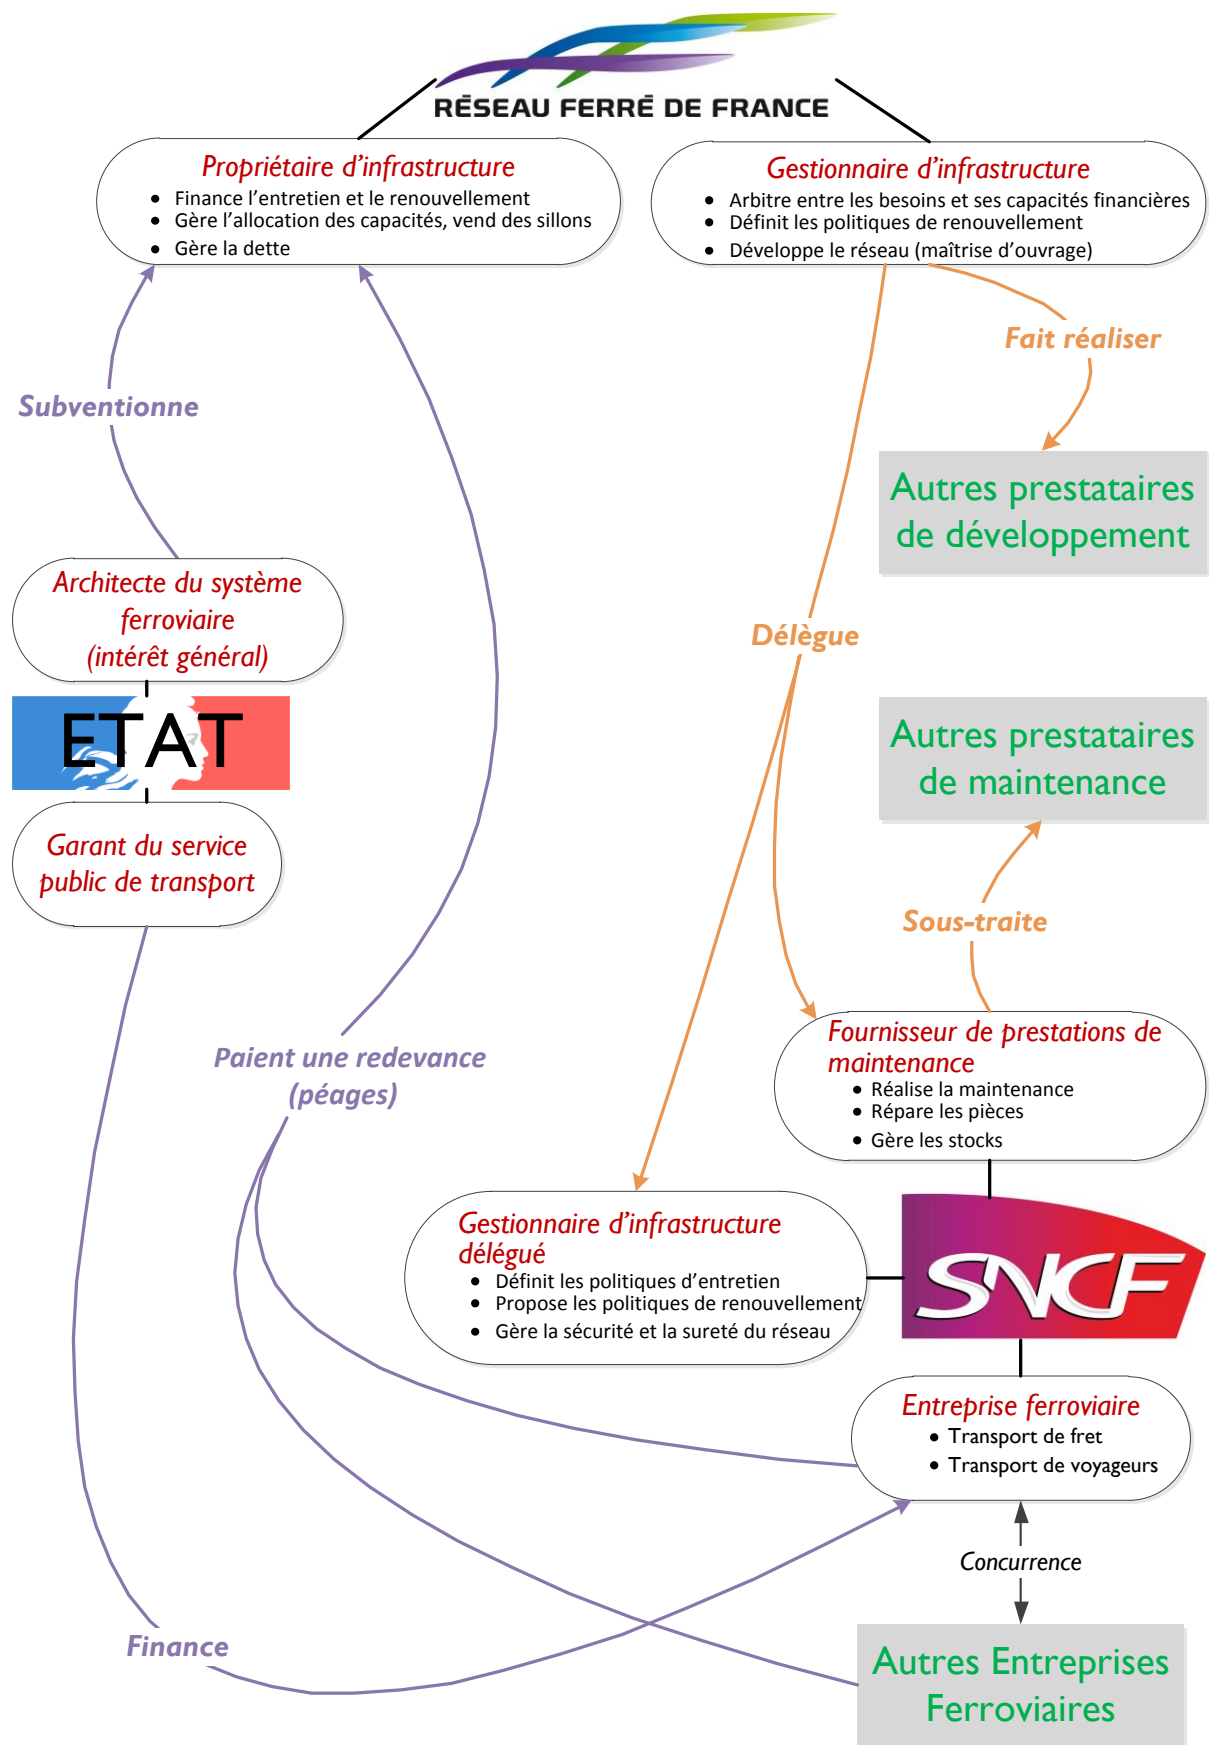 RÉSEAU FERRÉ DE FRANCE
Propriétaire d'infrastructure
• Finance l'entretien et le renouvellement
• Gère l'allocation des capacités, vend des sillons
• Gère la dette
Gestionnaire d'infrastructure
• Arbitre entre les besoins et ses capacités financières
• Définit les politiques de renouvellement
• Développe le réseau (maîtrise d'ouvrage)
Fait réaliser
Subventionne
Autres prestataires
de développement
Architecte du système
ferroviaire
(intérêt général)
Délègue
ETAT
Autres prestataires
de maintenance
Garant du service
public de transport
Sous-traite
Paient une redevance
(péages)
Fournisseur de prestations de
maintenance
• Réalise la maintenance
• Répare les pièces
• Gère les stocks
Gestionnaire d'infrastructure
délégué
• Définit les politiques d'entretien
• Propose les politiques de renouvellement
• Gère la sécurité et la sureté du réseau
SNCF
Entreprise ferroviaire
• Transport de fret
• Transport de voyageurs
Concurrence
Finance
Autres Entreprises
Ferroviaires